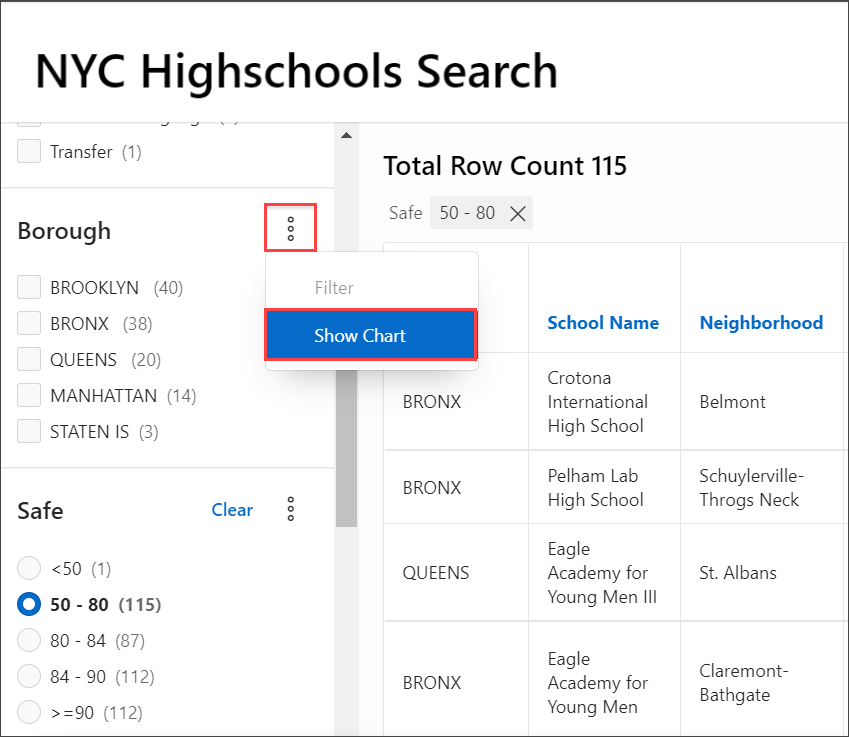 NYC Highschools Search
Transfer (1)
Borough
BROOKLYN (40)
BRONX (38)
QUEENS (20)
MANHATTAN (14)
STATEN IS (3)
Filter
Show Chart
Safe Clear
<50 (1)
50 - 80 (115)
80 - 84 (87)
84 - 90 (112)
>=90 (112)
Total Row Count 115
Safe 50 - 80
School Name Neighborhood
BRONX
Crotona
International
High School
Belmont
BRONX
Pelham Lab
High School
Schuylerville-
Throgs Neck
QUEENS
Eagle
Academy for
Young Men III
St. Albans
BRONX
Eagle
Academy for
Young Men
Claremont-
Bathgate